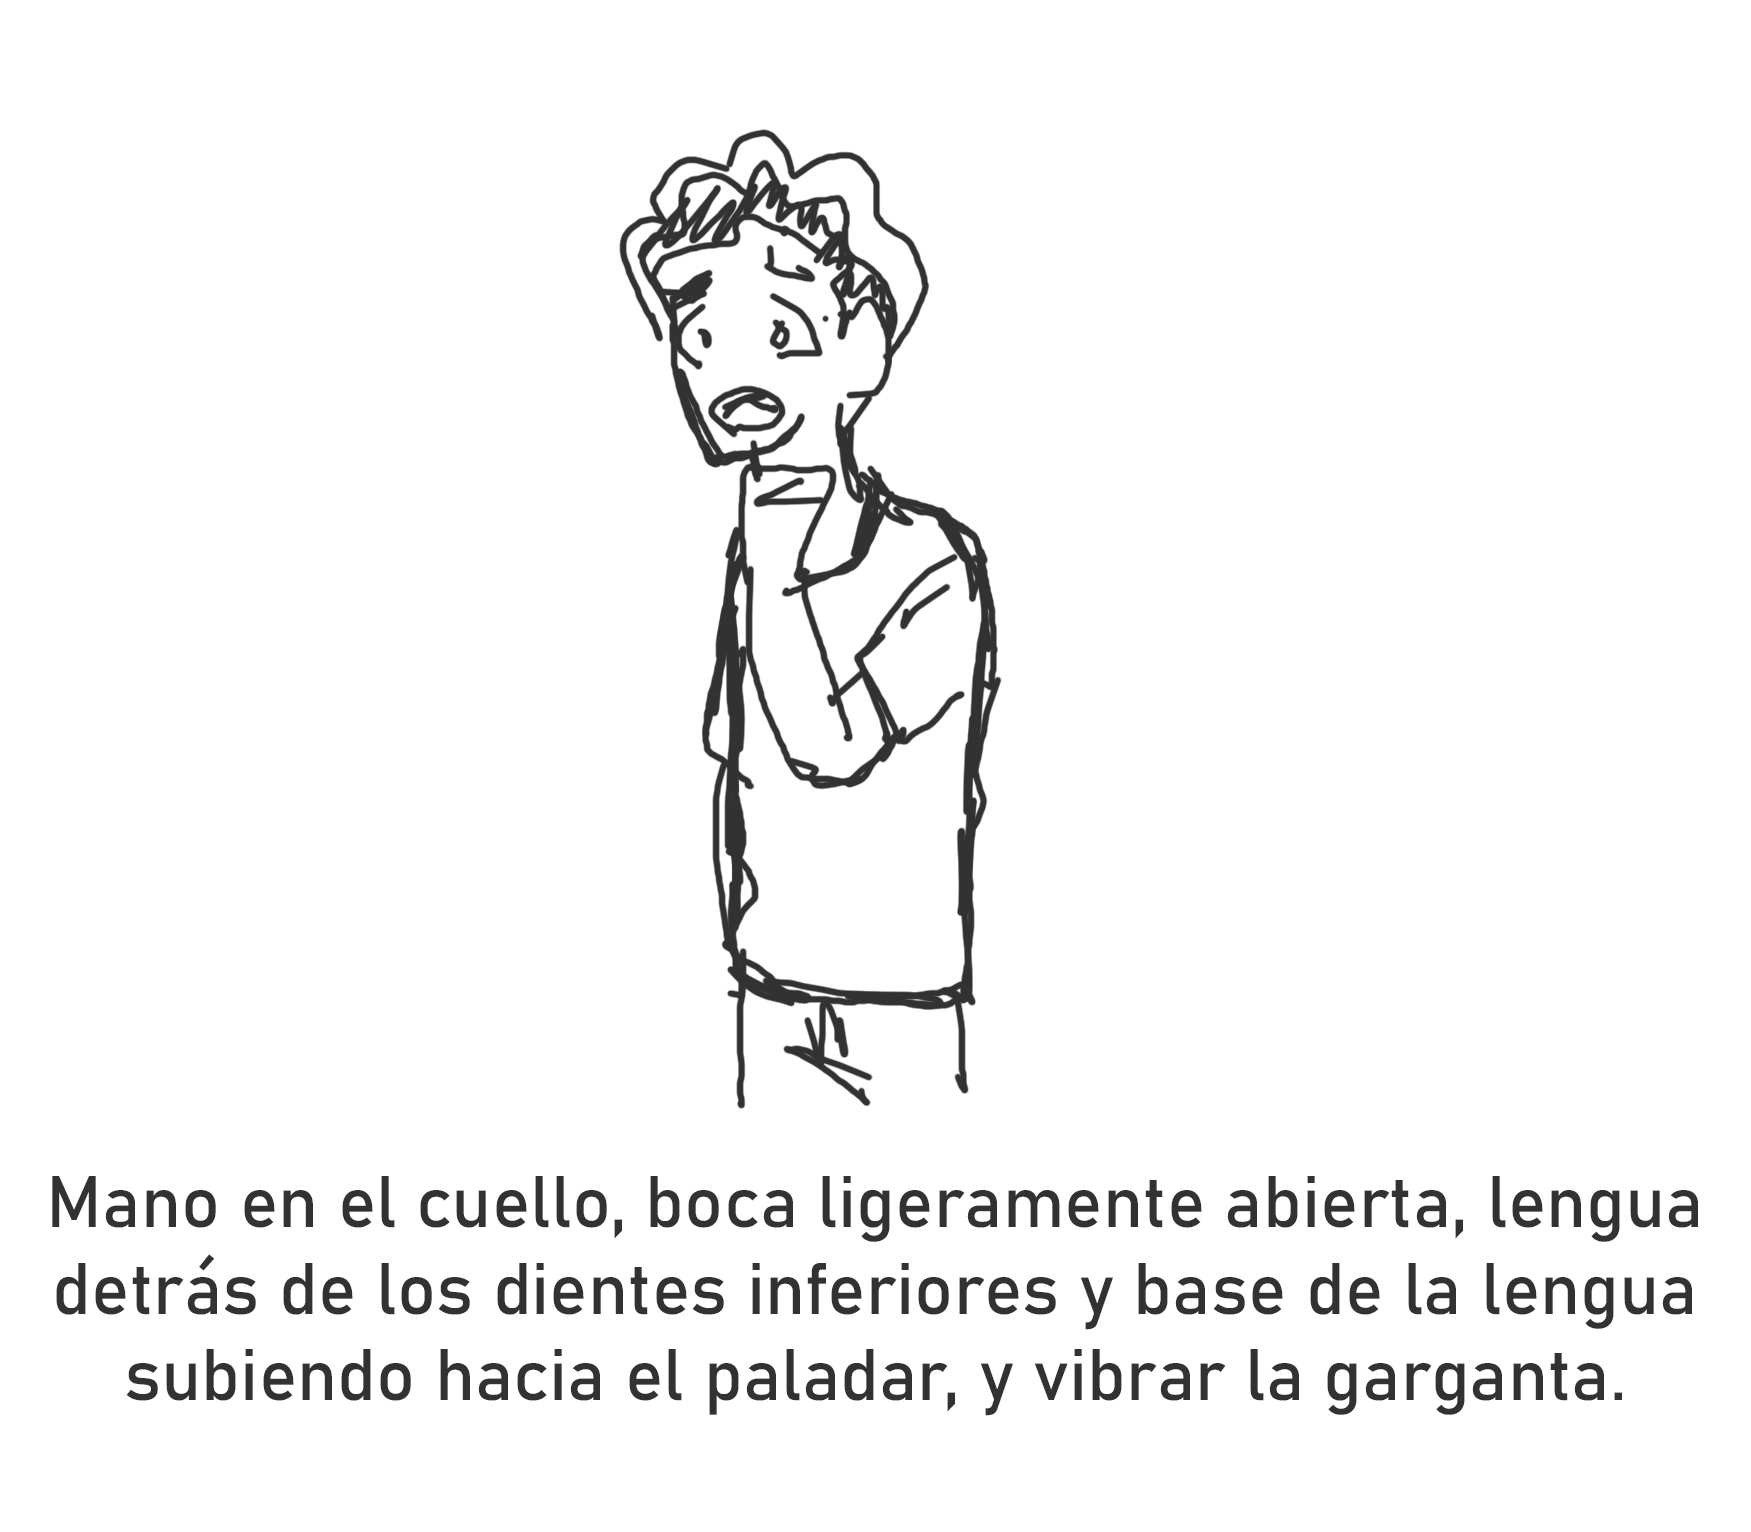 Mano en el cuello, boca ligeramente abierta, lengua
detrás de los dientes inferiores y base de la lengua
subiendo hacia el paladar, y vibrar la garganta.